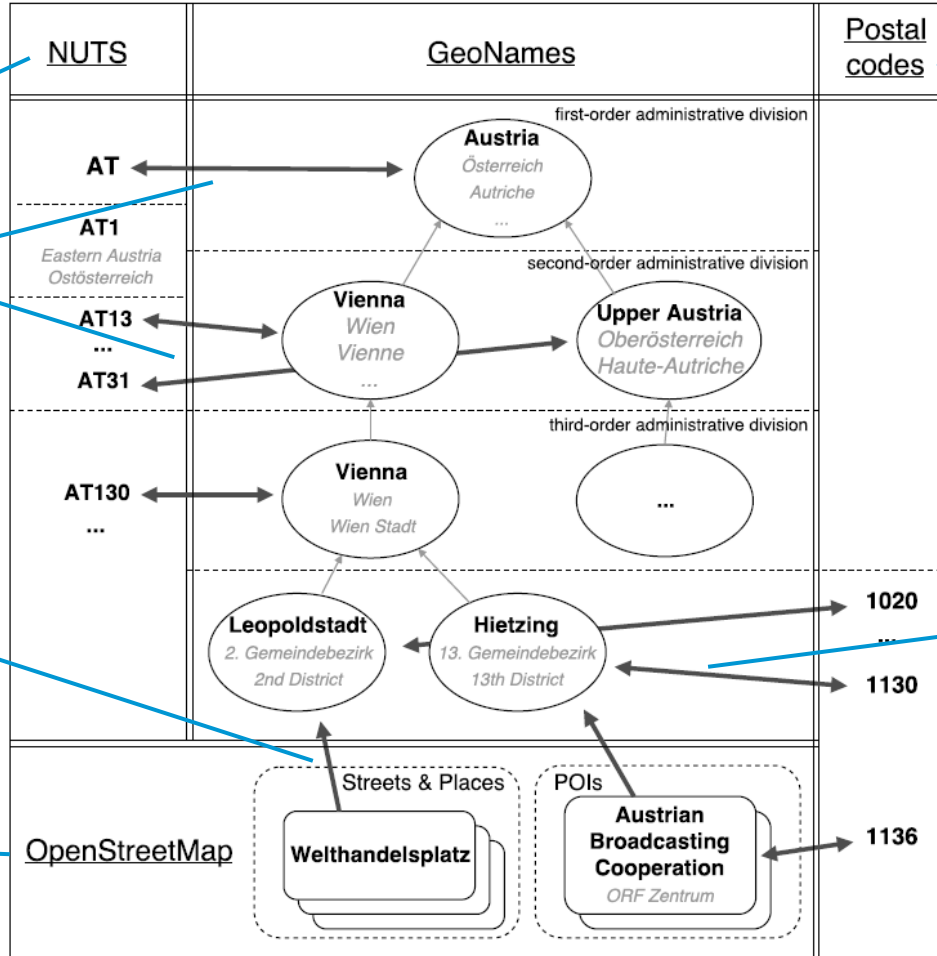 NUTS
GeoNames
Postal
codes
first-order administrative division
AT
Austria
Österreich
Autriche
...
AT1
Eastern Austria
Ostösterreich
second-order administrative division
AT13
...
AT31
Vienna
Wien
Vienne
...
Upper Austria
Oberösterreich
Haute-Autriche
third-order administrative division
AT130
...
Vienna
Wien
Wien Stadt
...
Leopoldstadt
2. Gemeindebezirk
2nd District
Hietzing
13. Gemeindebezirk
13th District
1020
...
1130
OpenStreetMap
Streets & Places
Welthandelsplatz
POIs
Austrian
Broadcasting
Cooperation
ORF Zentrum
1136